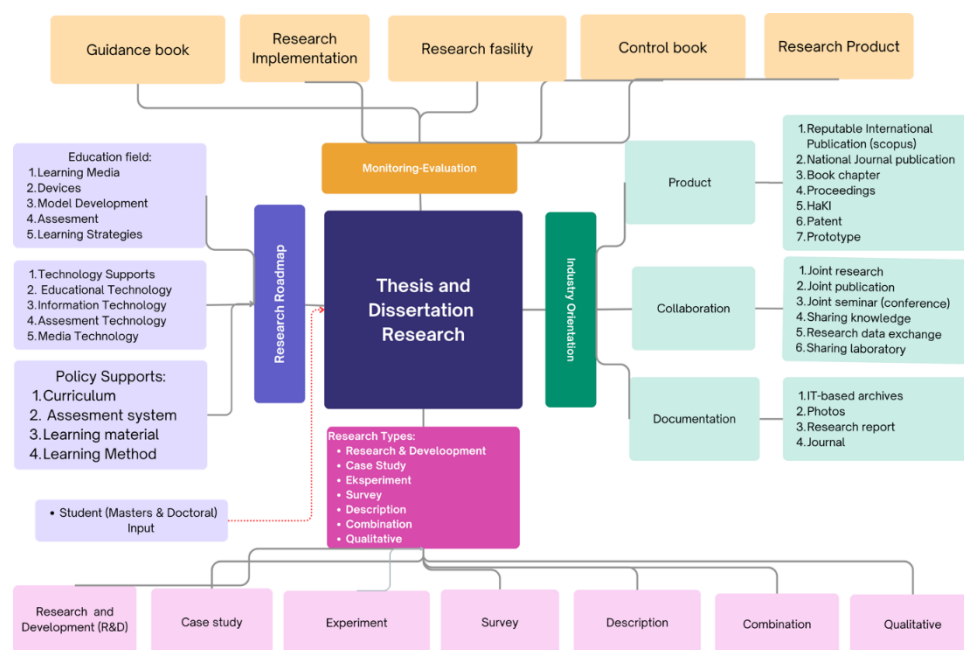 Guidance book
Research
Implementation
Research fasility
Control book
Research Product
Monitoring-Evaluation
Education field:
1.Learning Media
2.Devices
3.Model Development
4.Assesment
5.Learning Strategies
1.Technology Supports
2. Educational Technology
3.Information Technology
4.Assesment Technology
5.Media Technology
Policy Supports:
1.Curriculum
2. Assesment system
3.Learning material
4.Learning Method
• Student (Masters & Doctoral)
Input
Research Roadmap
Thesis and
Dissertation
Research
Industry Orientation
Product
1.Reputable International
Publication (scopus)
2.National Journal publication
3.Book chapter
4.Proceedings
5.HaKI
6.Patent
7.Prototype
Collaboration
1.Joint research
2.Joint publication
3.Joint seminar (conference)
4.Sharing knowledge
5.Research data exchange
6.Sharing laboratory
Documentation
1.IT-based archives
2.Photos
3.Research report
4.Journal
Research Types:
• Research & Develoopment
• Case Study
• Eksperiment
• Survey
• Description
• Combination
• Qualitative
Research and
Development (R&D)
Case study
Experiment
Survey
Description
Combination
Qualitative